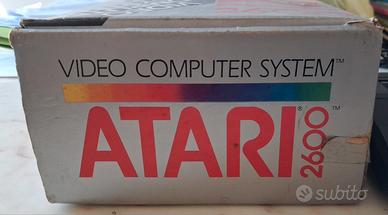 VIDEO COMPUTER SYSTEM™
ATARI® 2600™
subito